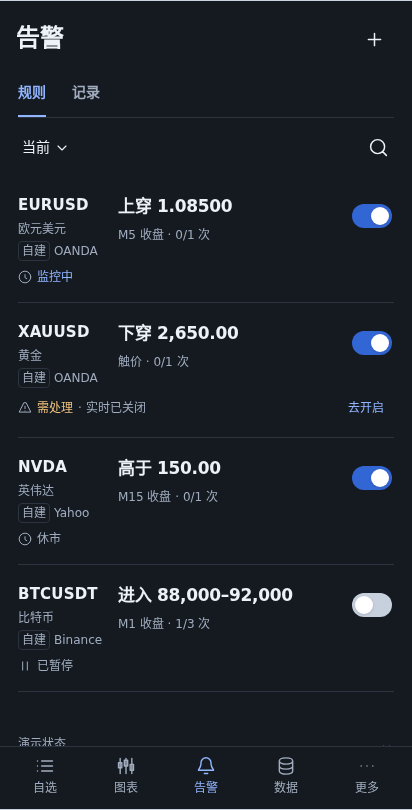 告警
规则 记录
当前
EURUSD 上穿 1.08500
欧元美元 M5 收盘 · 0/1 次
自建 OANDA
监控中
XAUUSD 下穿 2,650.00
黄金 触价 · 0/1 次
自建 OANDA
需处理 · 实时已关闭 去开启
NVDA 高于 150.00
英伟达 M15 收盘 · 0/1 次
自建 Yahoo
休市
BTCUSDT 进入 88,000–92,000
比特币 M1 收盘 · 1/3 次
自建 Binance
已暂停
演示状态
自选 图表 告警 数据 更多